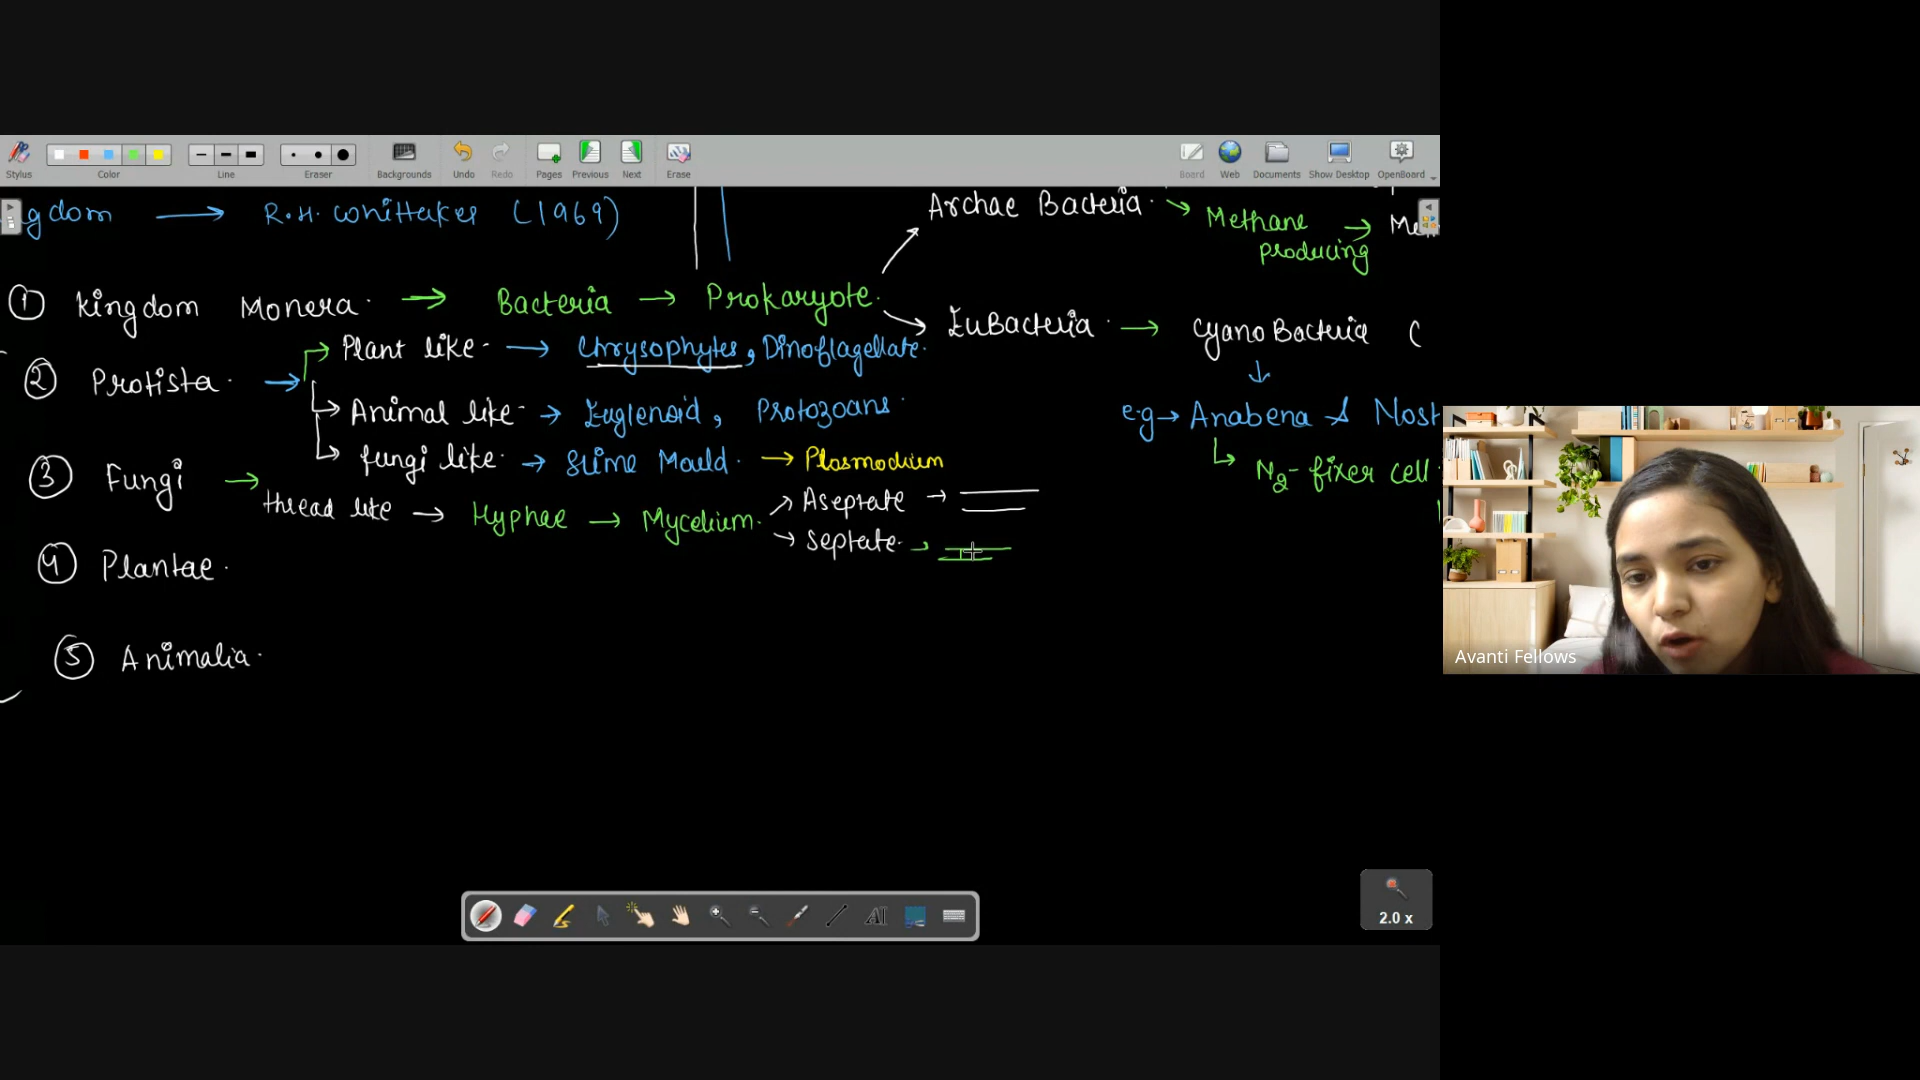 Stylus Color Line Eraser Backgrounds Undo Redo Pages Previous Next Erase Board Web Documents Show Desktop OpenBoard
gdom → R.H. Whittaker (1969)
Archae Bacteria. → Methane producing →
① Kingdom Monera. → Bacteria → Prokaryote.
EuBacteria. → Cyano Bacteria (
② Protista. → Plant like → Chrysophytes, Dinoflagellate.
Animal like → Euglenoid, Protozoans.
e.g → Anabena & Nost
fungi like. → Slime Mould. → Plasmodium
N2-fixer cell
③ Fungi → thread like → Hyphae → Mycelium. → Aseptate →
→ Septate. →
④ Plantae.
⑤ Animalia.
Avanti Fellows
2.0 x